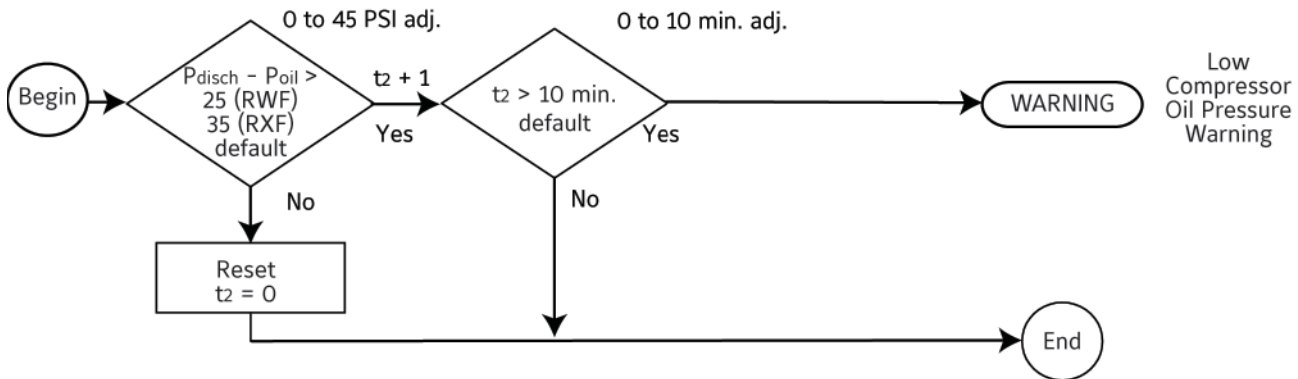 0 to 45 PSI adj.
0 to 10 min. adj.
Begin
Pdisch - Poil >
25 (RWF)
35 (RXF)
default
t2 + 1
Yes
t2 > 10 min.
default
Yes
WARNING
Low
Compressor
Oil Pressure
Warning
No
No
Reset
t2 = 0
End